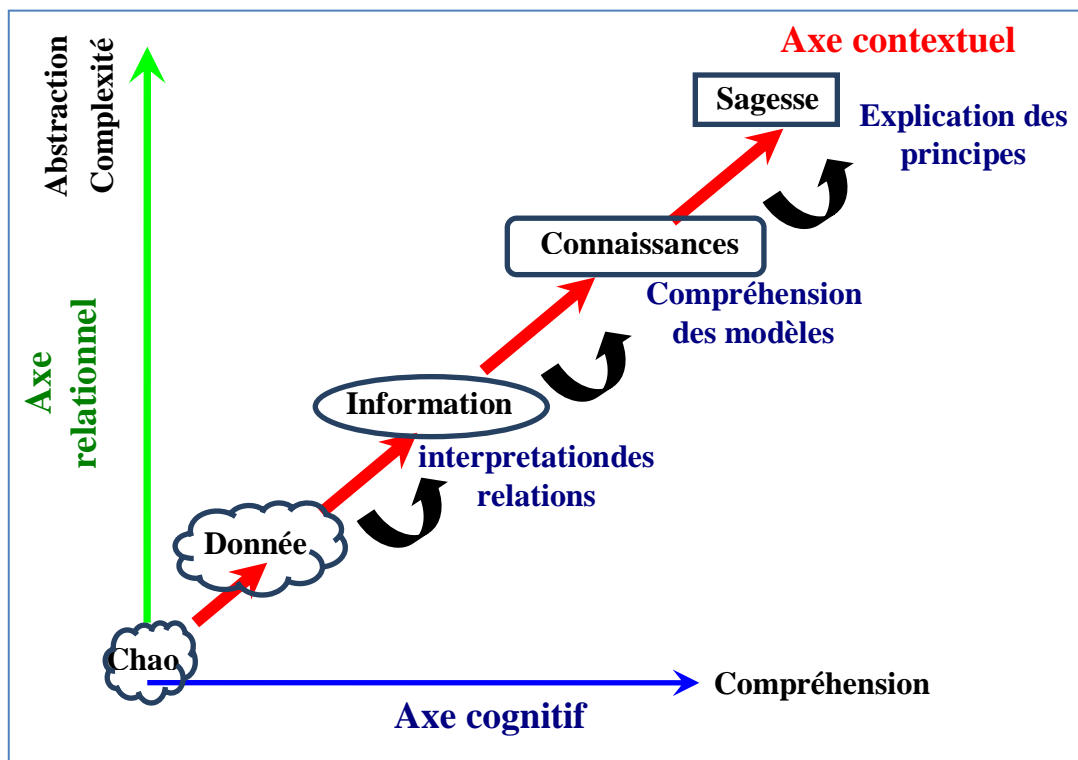 Axe contextuel
Abstraction
Complexité
Sagesse
Explication des
principes
Connaissances
Compréhension
des modèles
Axe
relationnel
Information
interpretationdes
relations
Donnée
Chao
Compréhension
Axe cognitif